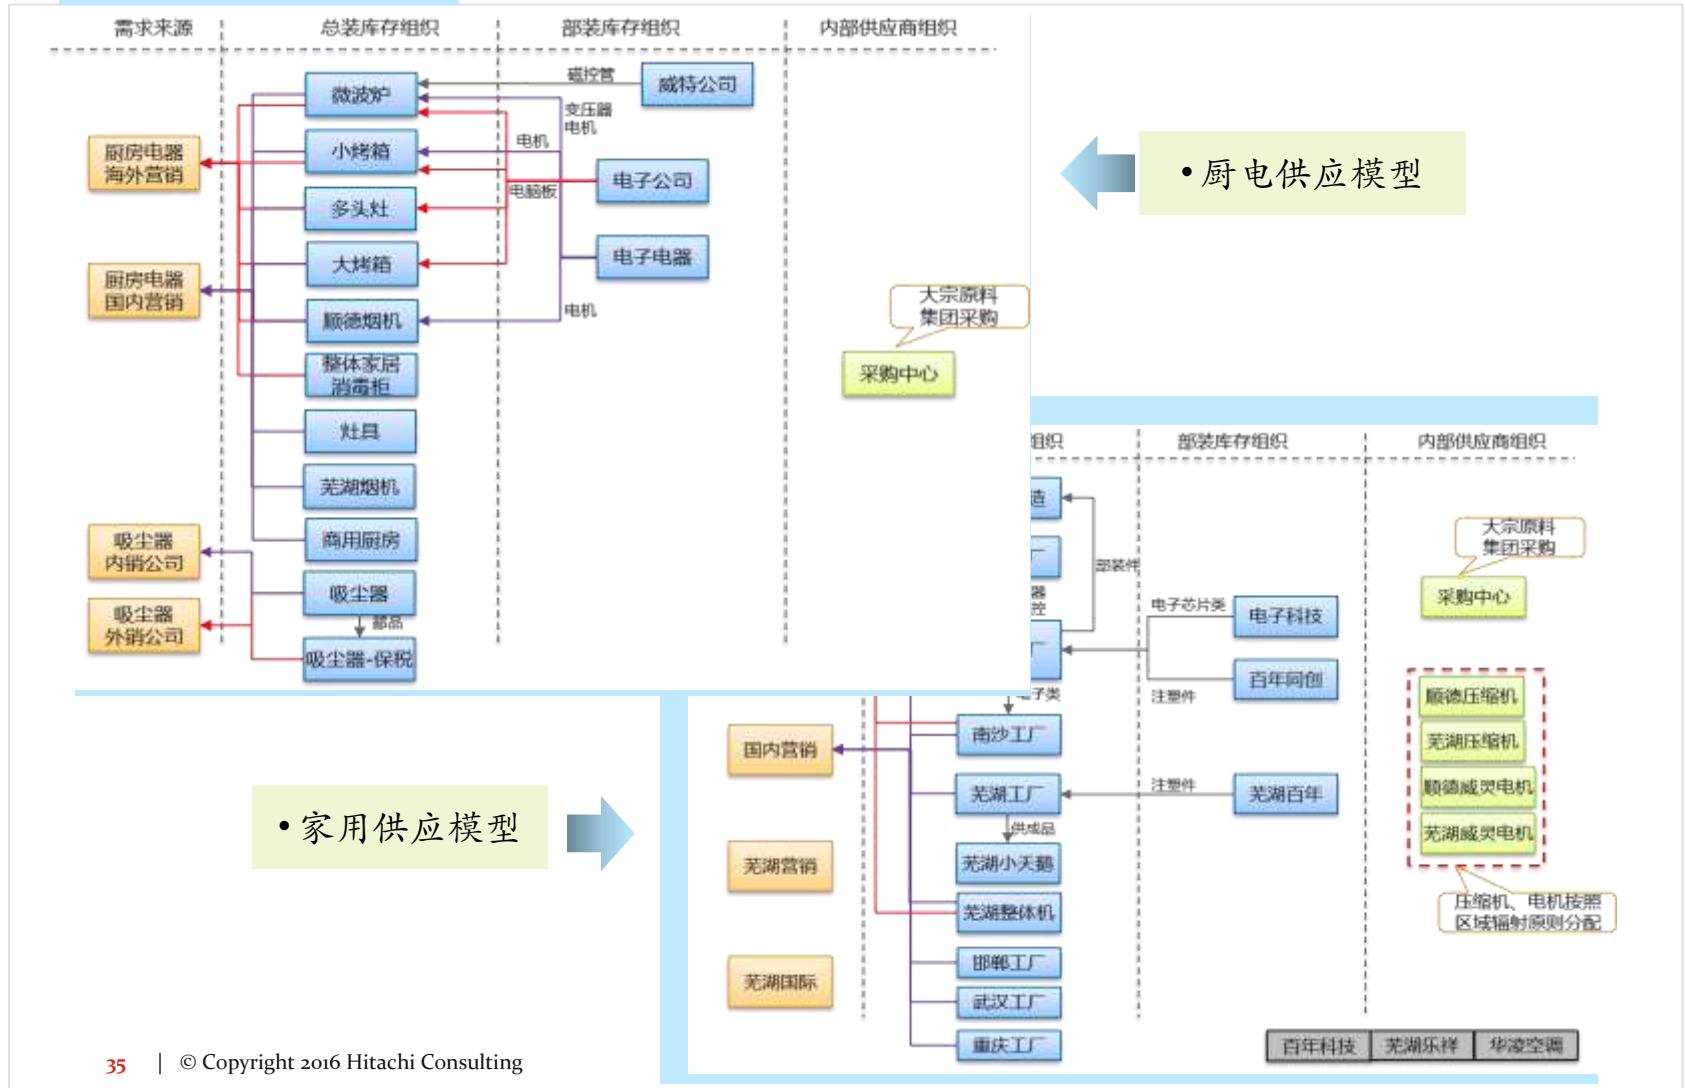 需求来源
总装库存组织
部装库存组织
内部供应商组织
微波炉
磁控管
威特公司
变压器
电机
厨房电器
海外营销
小烤箱
电机
电子公司
电脑板
多头灶
大烤箱
电子电器
厨房电器
国内营销
顺德烟机
电机
大宗原料
集团采购
采购中心
整体家居
消毒柜
灶具
芜湖烟机
商用厨房
吸尘器
内销公司
吸尘器
部品
吸尘器
外销公司
吸尘器-保税
•厨电供应模型
•家用供应模型
组织
部装库存组织
内部供应商组织
造
厂
部装件
器
控
厂
电子芯片类
电子科技
百年同创
注塑件
子类
大宗原料
集团采购
采购中心
顺德压缩机
芜湖压缩机
顺德威灵电机
芜湖威灵电机
压缩机、电机按照
区域辐射原则分配
国内营销
南沙工厂
芜湖工厂
注塑件
芜湖百年
供成品
芜湖营销
芜湖小天鹅
芜湖整体机
芜湖国际
邯郸工厂
武汉工厂
重庆工厂
百年科技
芜湖乐祥
华凌空调
35 | © Copyright 2016 Hitachi Consulting